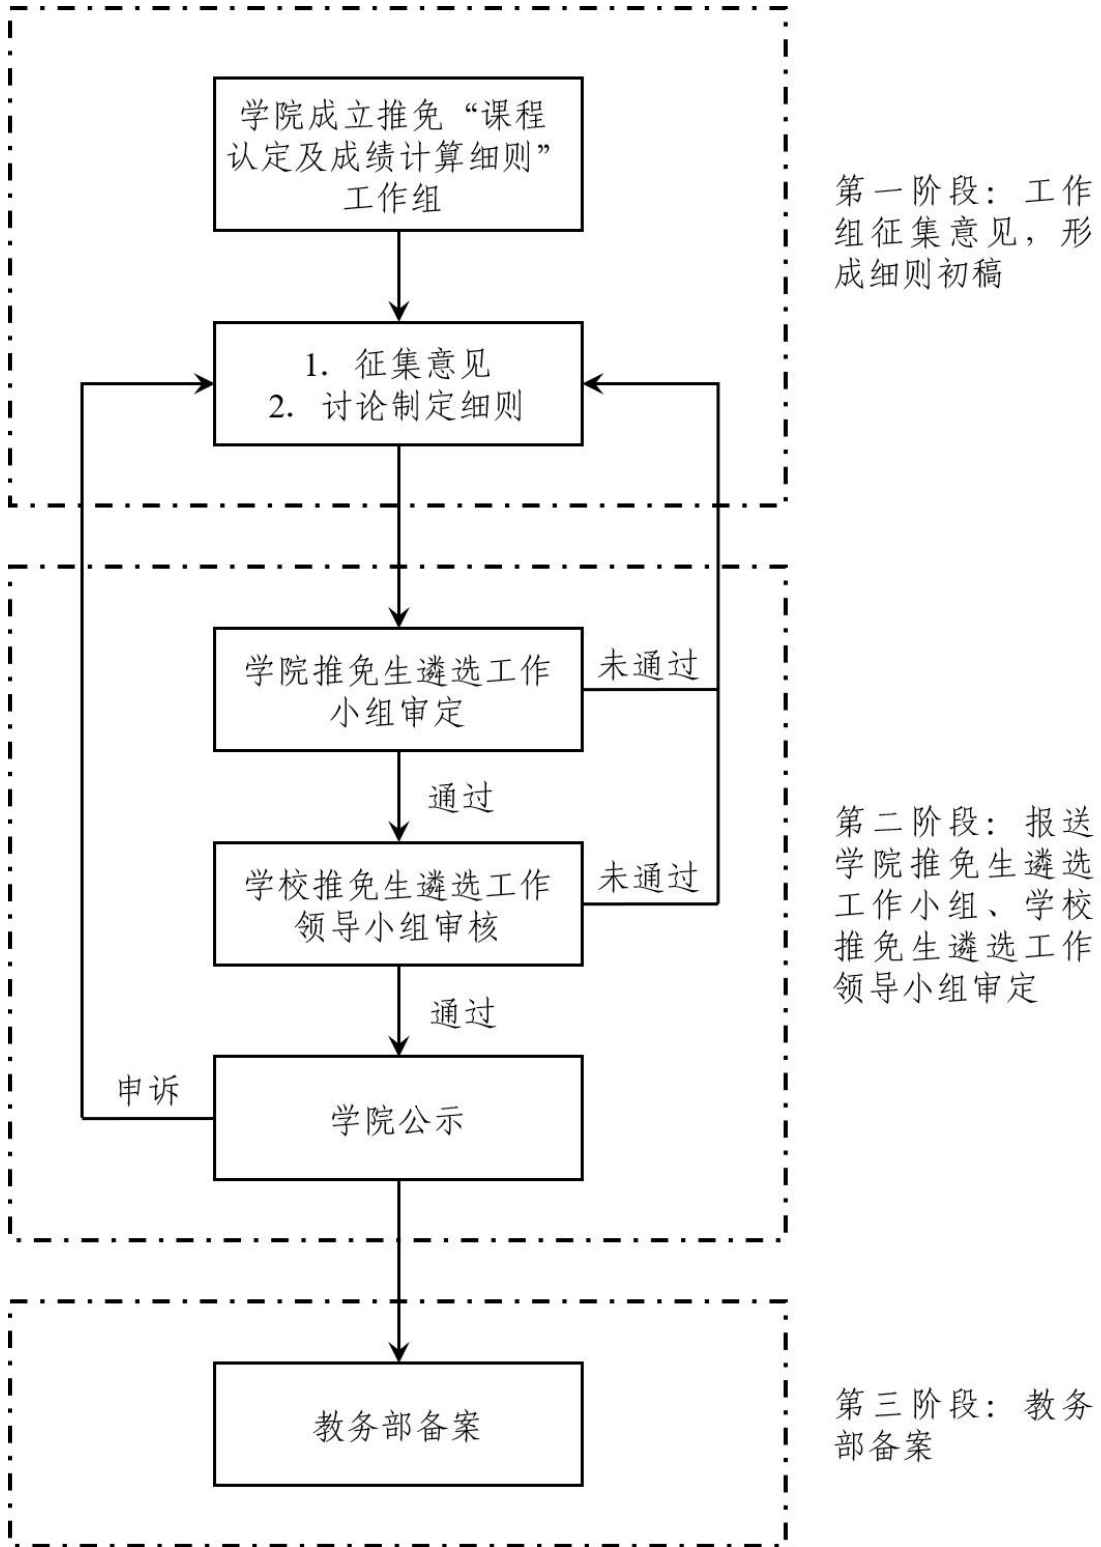 学院成立推免“课程
认定及成绩计算细则”
工作组
第一阶段：工作
组征集意见，形
成细则初稿
1. 征集意见
2. 讨论制定细则
学院推免生遴选工作
小组审定
未通过
通过
学校推免生遴选工作
领导小组审核
未通过
第二阶段：报送
学院推免生遴选
工作小组、学校
推免生遴选工作
领导小组审定
通过
申诉
学院公示
教务部备案
第三阶段：教务
部备案